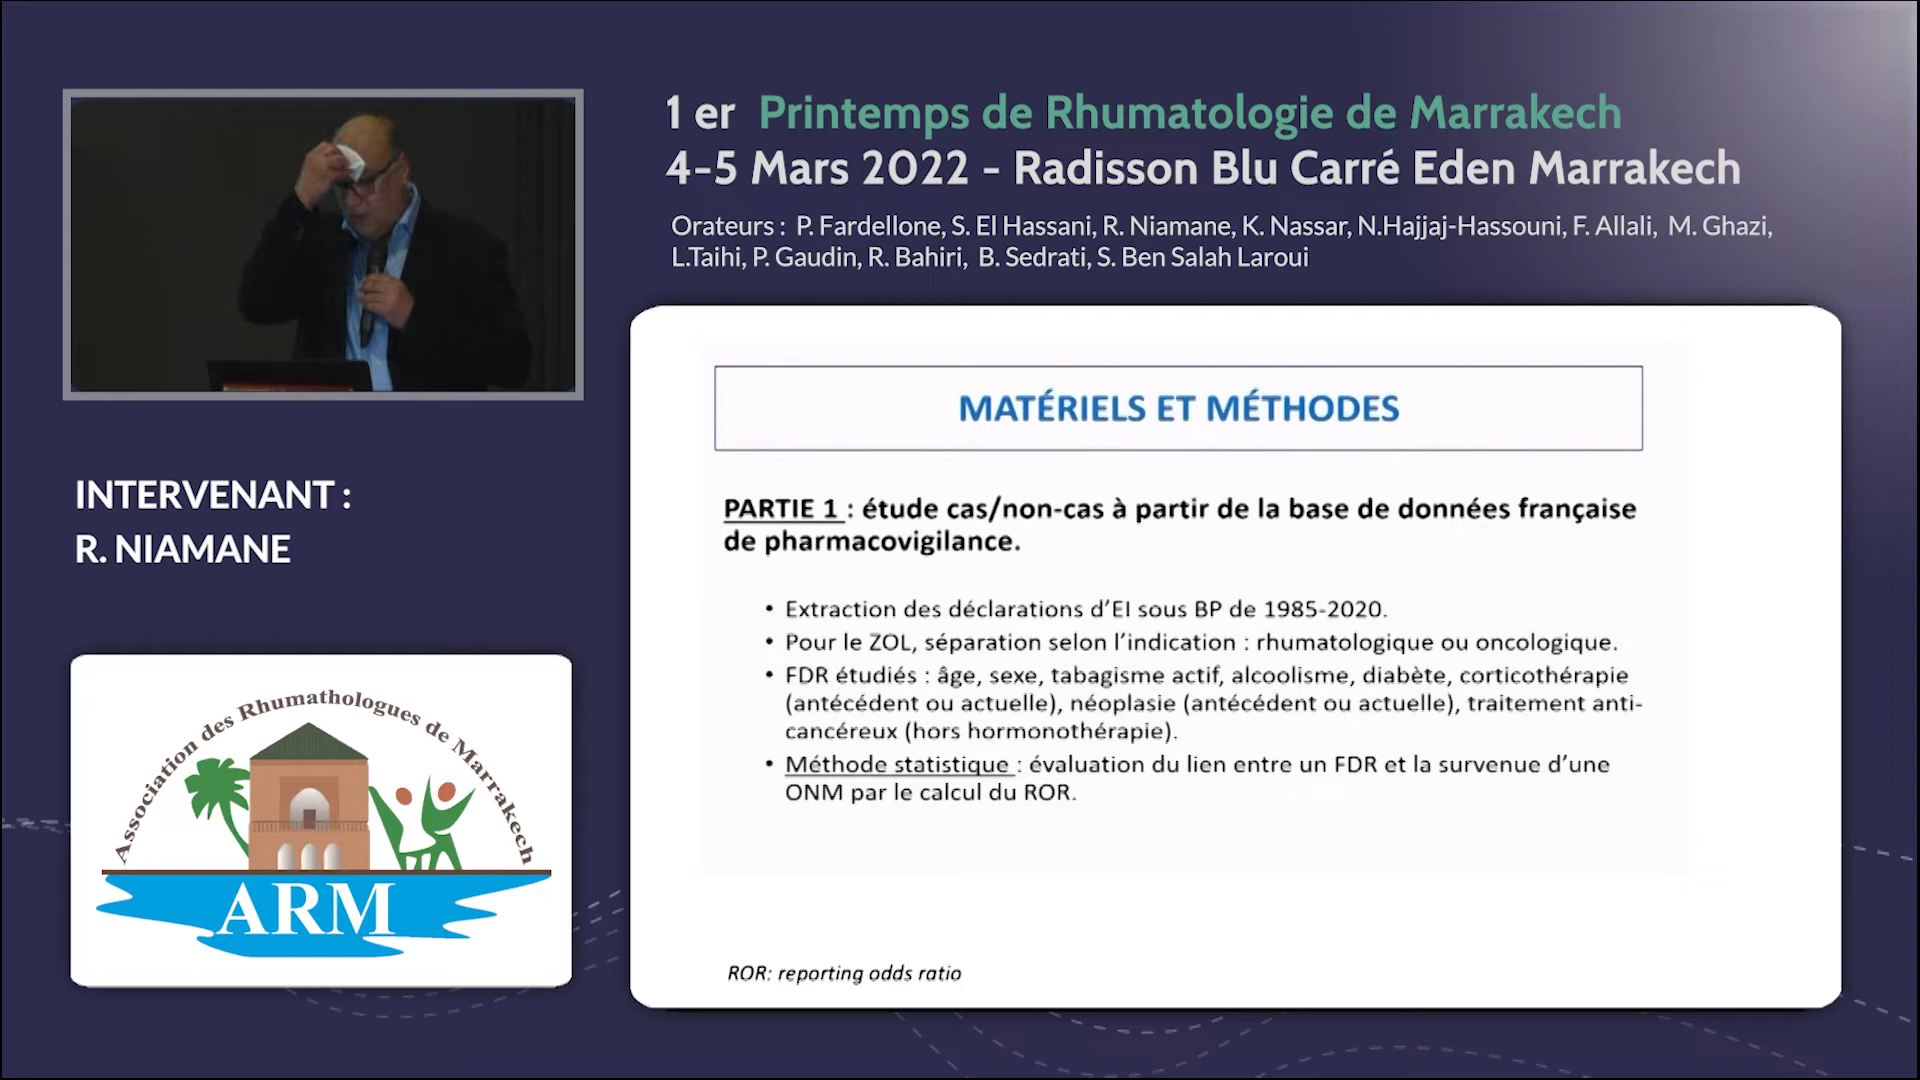 1 er Printemps de Rhumatologie de Marrakech
4-5 Mars 2022 - Radisson Blu Carré Eden Marrakech
Orateurs : P. Fardellone, S. El Hassani, R. Niamane, K. Nassar, N.Hajjaj-Hassouni, F. Allali, M. Ghazi,
L.Taihi, P. Gaudin, R. Bahiri, B. Sedrati, S. Ben Salah Laroui
INTERVENANT :
R. NIAMANE
Association des Rhumathologues de Marrakech
ARM
MATÉRIELS ET MÉTHODES
PARTIE 1 : étude cas/non-cas à partir de la base de données française
de pharmacovigilance.
• Extraction des déclarations d’EI sous BP de 1985-2020.
• Pour le ZOL, séparation selon l’indication : rhumatologique ou oncologique.
• FDR étudiés : âge, sexe, tabagisme actif, alcoolisme, diabète, corticothérapie
(antécédent ou actuelle), néoplasie (antécédent ou actuelle), traitement anti-
cancéreux (hors hormonothérapie).
• Méthode statistique : évaluation du lien entre un FDR et la survenue d’une
ONM par le calcul du ROR.
ROR: reporting odds ratio